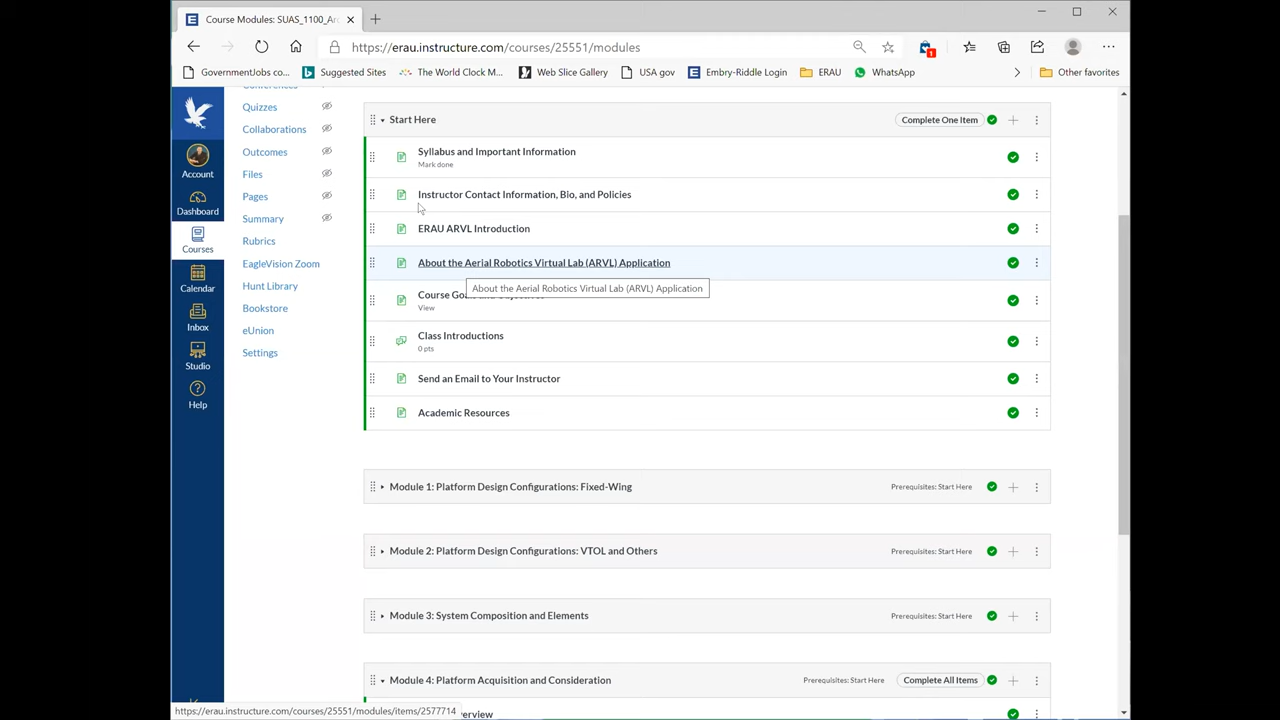 Course Modules: SUAS_1100_Ar
https://erau.instructure.com/courses/25551/modules
1
GovernmentJobs co...
Suggested Sites
The World Clock M...
Web Slice Gallery
USA gov
Embry-Riddle Login
ERAU
WhatsApp
Other favorites
Quizzes
Collaborations
Outcomes
Files
Pages
Summary
Rubrics
EagleVision Zoom
Hunt Library
Bookstore
eUnion
Settings
Account
Dashboard
Courses
Calendar
Inbox
Studio
Help
Start Here
Complete One Item
Syllabus and Important Information
Mark done
Instructor Contact Information, Bio, and Policies
ERAU ARVL Introduction
About the Aerial Robotics Virtual Lab (ARVL) Application
About the Aerial Robotics Virtual Lab (ARVL) Application
Course
View
Class Introductions
0 pts
Send an Email to Your Instructor
Academic Resources
Module 1: Platform Design Configurations: Fixed-Wing
Prerequisites: Start Here
Module 2: Platform Design Configurations: VTOL and Others
Prerequisites: Start Here
Module 3: System Composition and Elements
Prerequisites: Start Here
Module 4: Platform Acquisition and Consideration
Prerequisites: Start Here
Complete All Items
https://erau.instructure.com/courses/25551/modules/items/2577714
erview